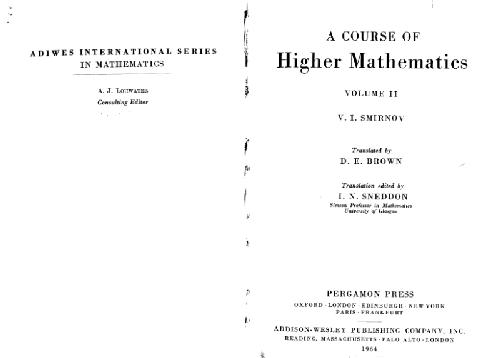 ADIWES INTERNATIONAL SERIES
IN MATHEMATICS
A. J. LOHWATER
Consulting Editor
A COURSE OF
Higher Mathematics
VOLUME II
V. I. SMIRNOV
Translated by
D. E. BROWN
Translation edited by
I. N. SNEDDON
Simson Professor in Mathematics
University of Glasgow
PERGAMON PRESS
OXFORD · LONDON · EDINBURGH · NEW YORK
PARIS · FRANKFURT
ADDISON-WESLEY PUBLISHING COMPANY, INC.
READING, MASSACHUSETTS · PALO ALTO · LONDON
1964